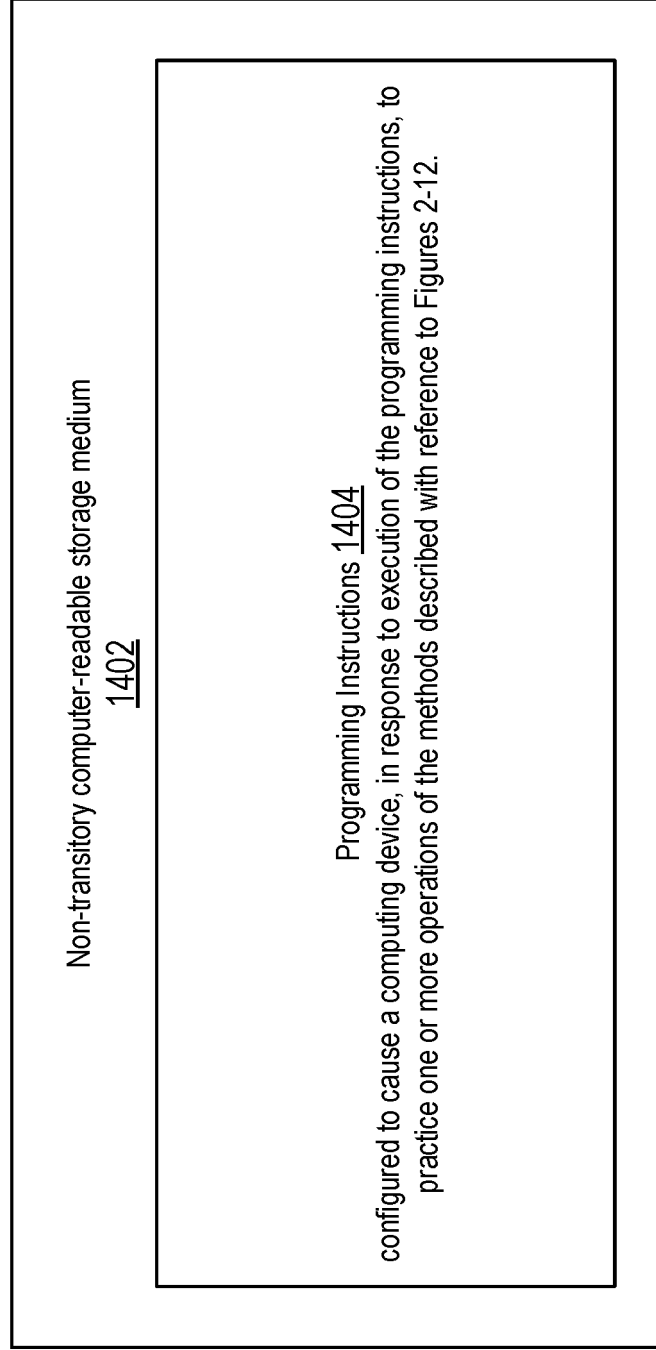 Non-transitory computer-readable storage medium
1402
Programming Instructions 1404
configured to cause a computing device, in response to execution of the programming instructions, to
practice one or more operations of the methods described with reference to Figures 2-12.